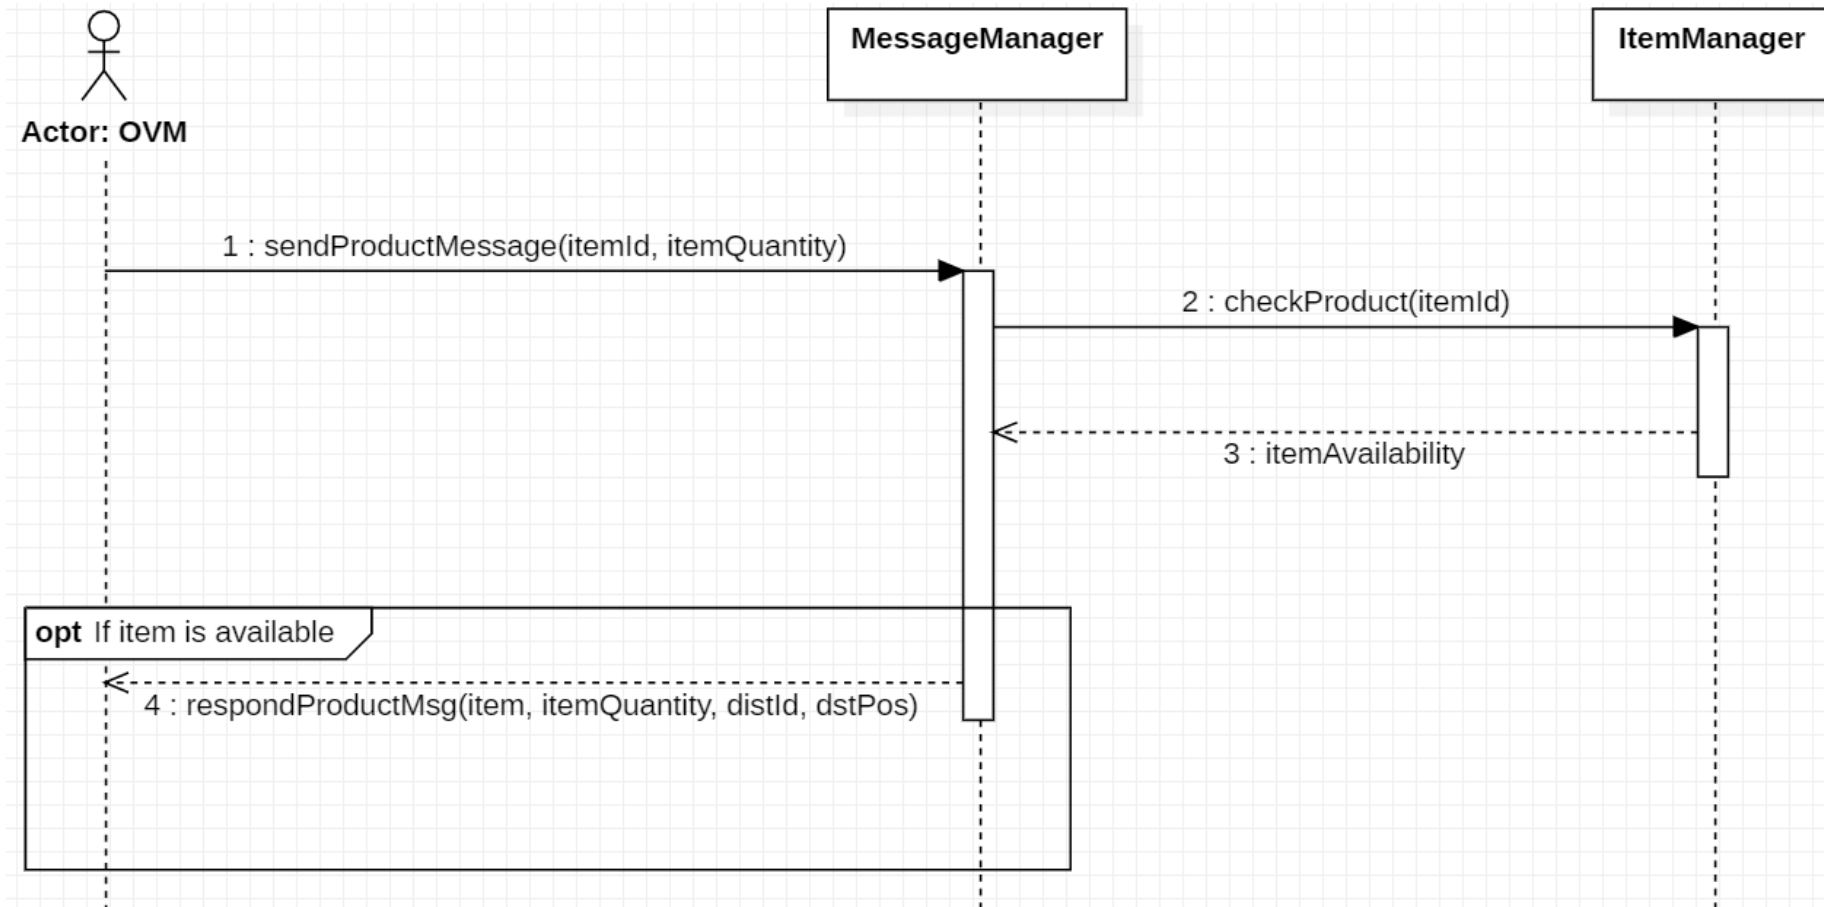 MessageManager
ItemManager
Actor: OVM
1 : sendProductMessage(itemId, itemQuantity)
2 : checkProduct(itemId)
3 : itemAvailability
opt If item is available
4 : respondProductMsg(item, itemQuantity, distId, dstPos)